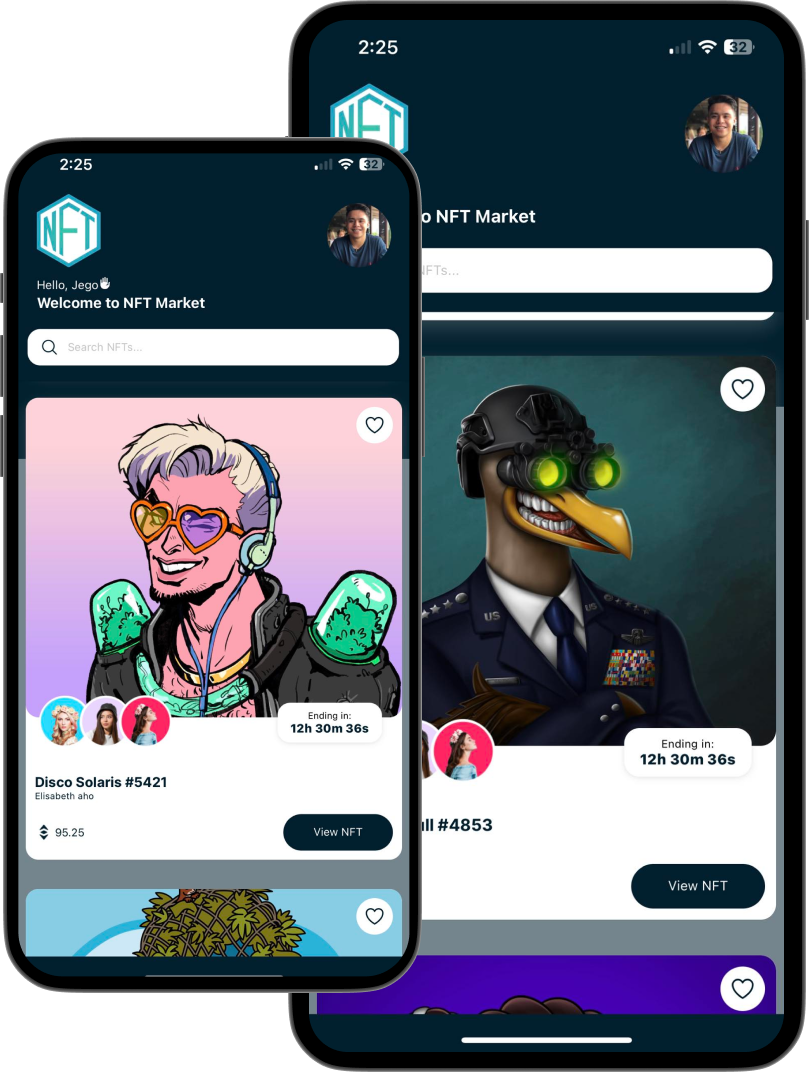 2:25
32
NFT
o NFT Market
NFTs...
US
US
Ending in:
12h 30m 36s
ull #4853
View NFT
2:25
32
NFT
Hello, Jego
Welcome to NFT Market
Search NFTs...
Ending in:
12h 30m 36s
Disco Solaris #5421
Elisabeth aho
95.25
View NFT